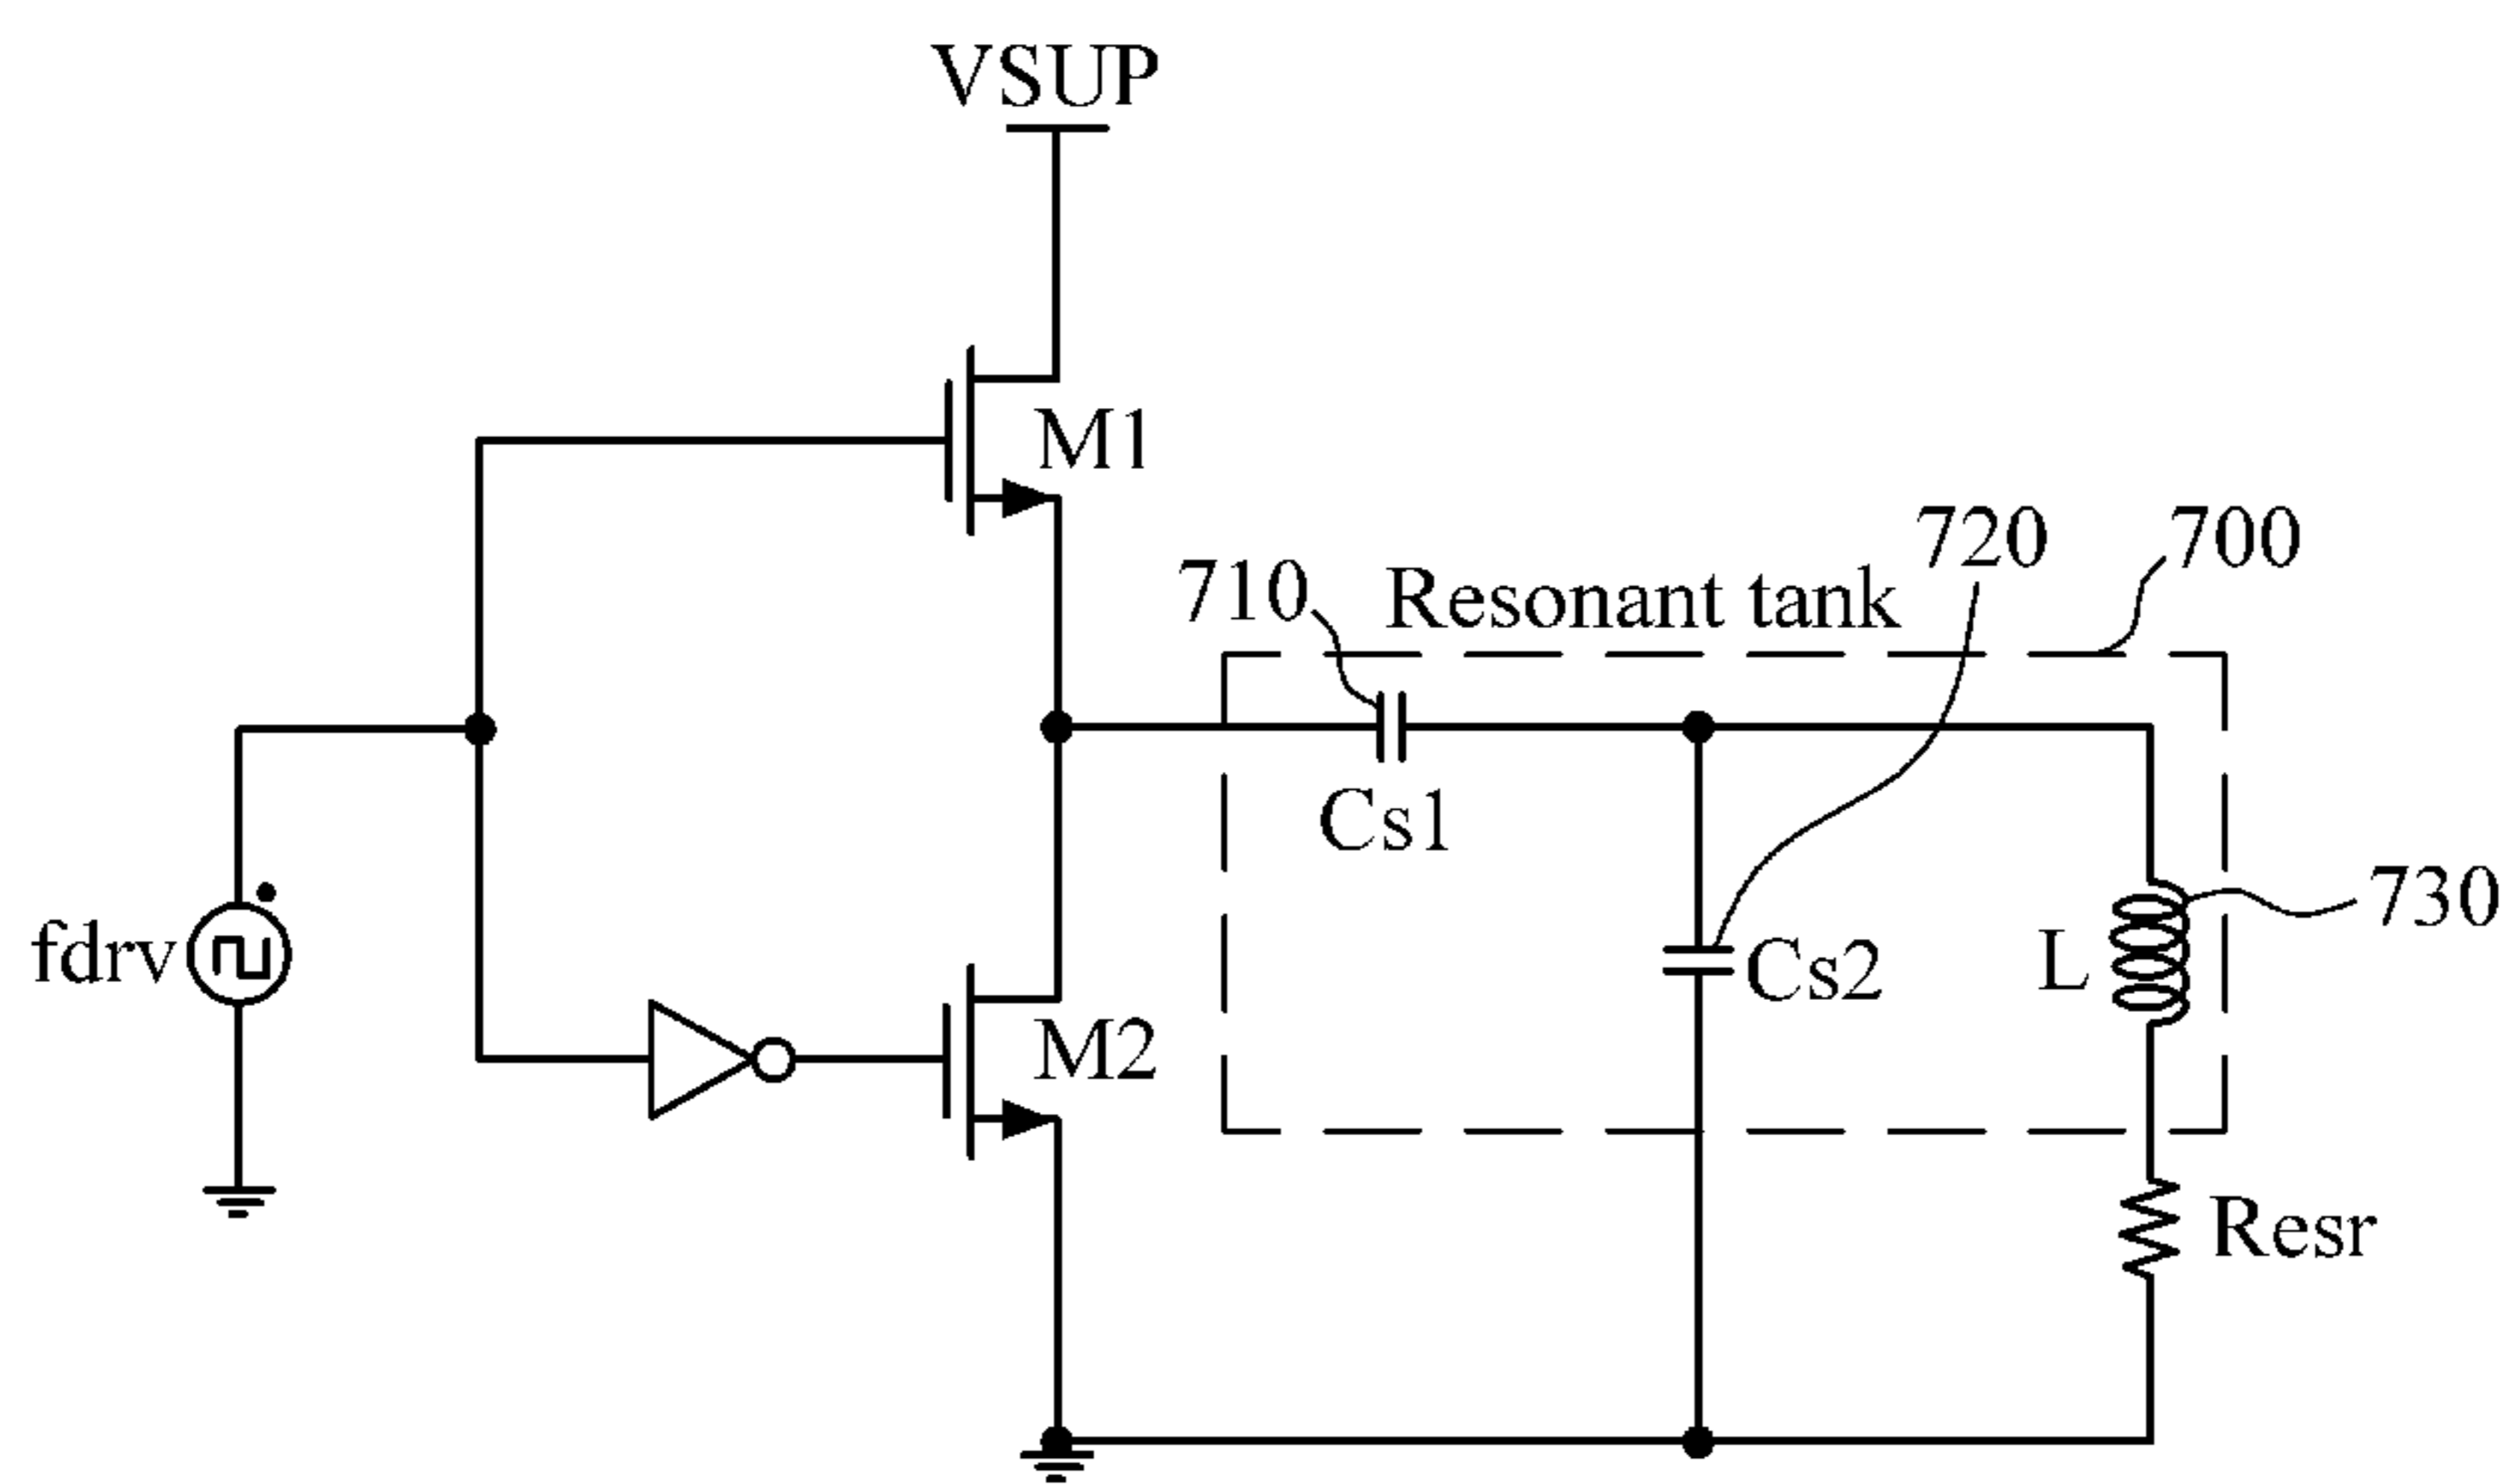 VSUP
M1
720
700
710
Resonant tank
Cs1
730
fdrv
Cs2
L
M2
Resr